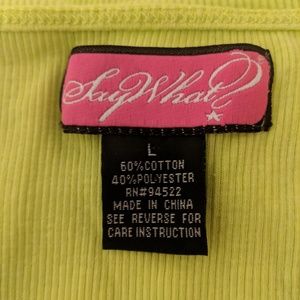 Say What?
L
60%COTTON
40%POLYESTER
RN#94522
MADE IN CHINA
SEE REVERSE FOR
CARE INSTRUCTION